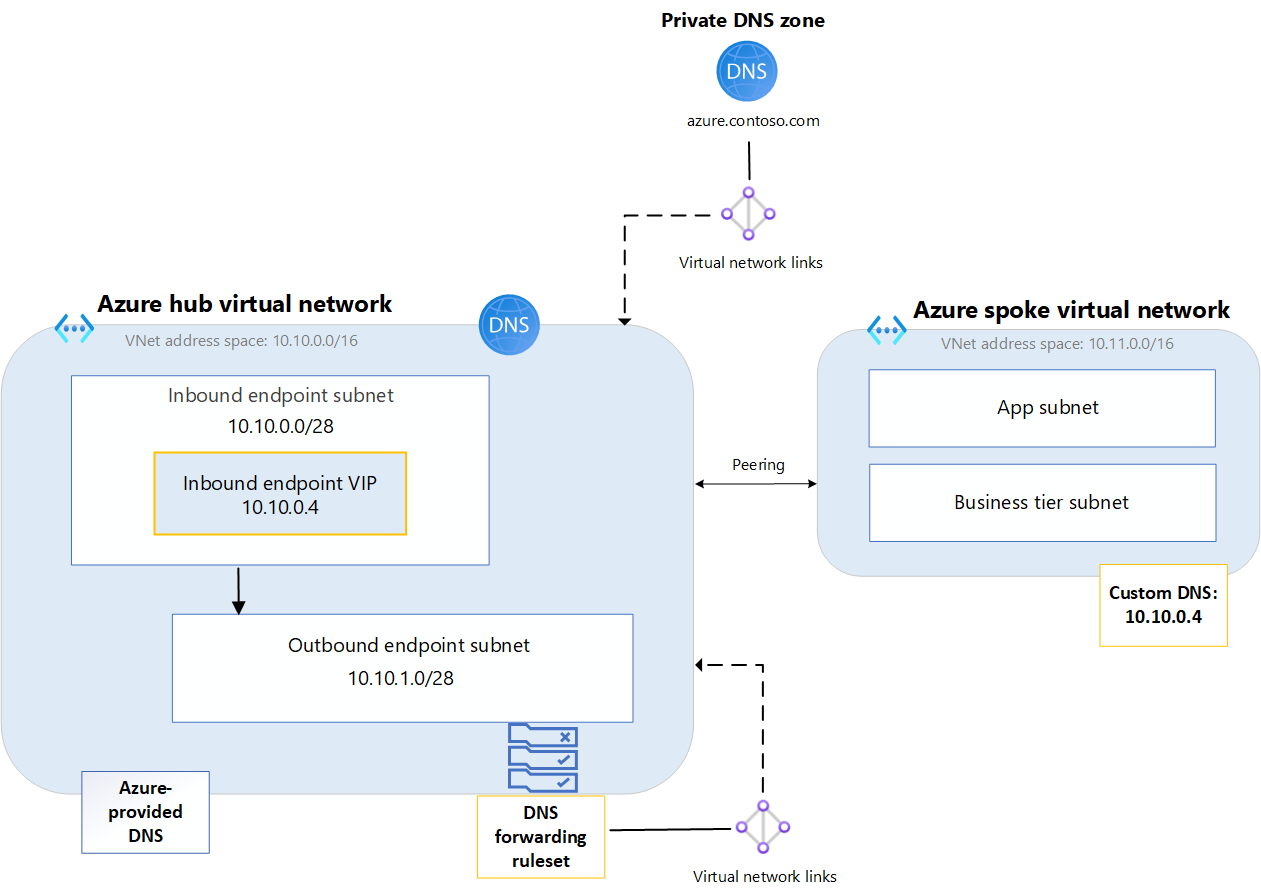 Private DNS zone
DNS
azure.contoso.com
Virtual network links
Azure hub virtual network
VNet address space: 10.10.0.0/16
DNS
Inbound endpoint subnet
10.10.0.0/28
Inbound endpoint VIP
10.10.0.4
Outbound endpoint subnet
10.10.1.0/28
Azure-
provided
DNS
DNS
forwarding
ruleset
Virtual network links
Peering
Azure spoke virtual network
VNet address space: 10.11.0.0/16
App subnet
Business tier subnet
Custom DNS:
10.10.0.4